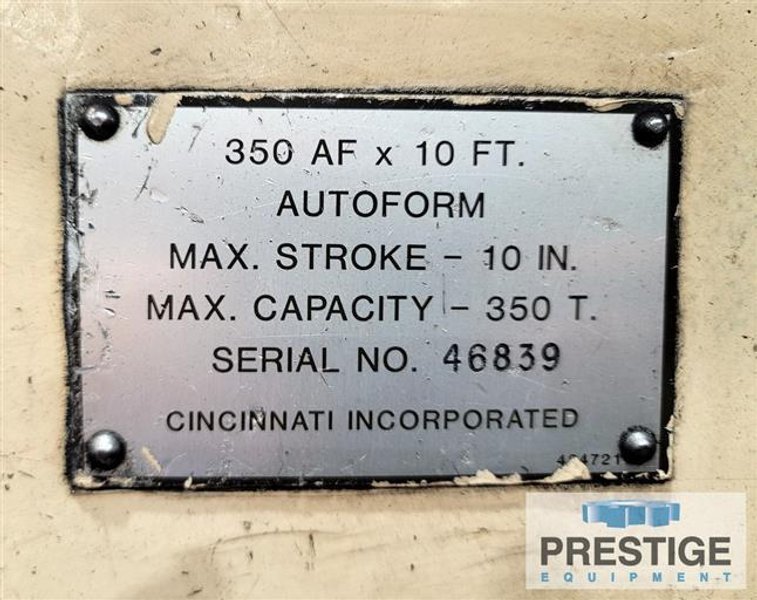 350 AF x 10 FT.
AUTOFORM
MAX. STROKE - 10 IN.
MAX. CAPACITY - 350 T.
SERIAL NO. 46839
CINCINNATI INCORPORATED
PRESTIGE
EQUIPMENT